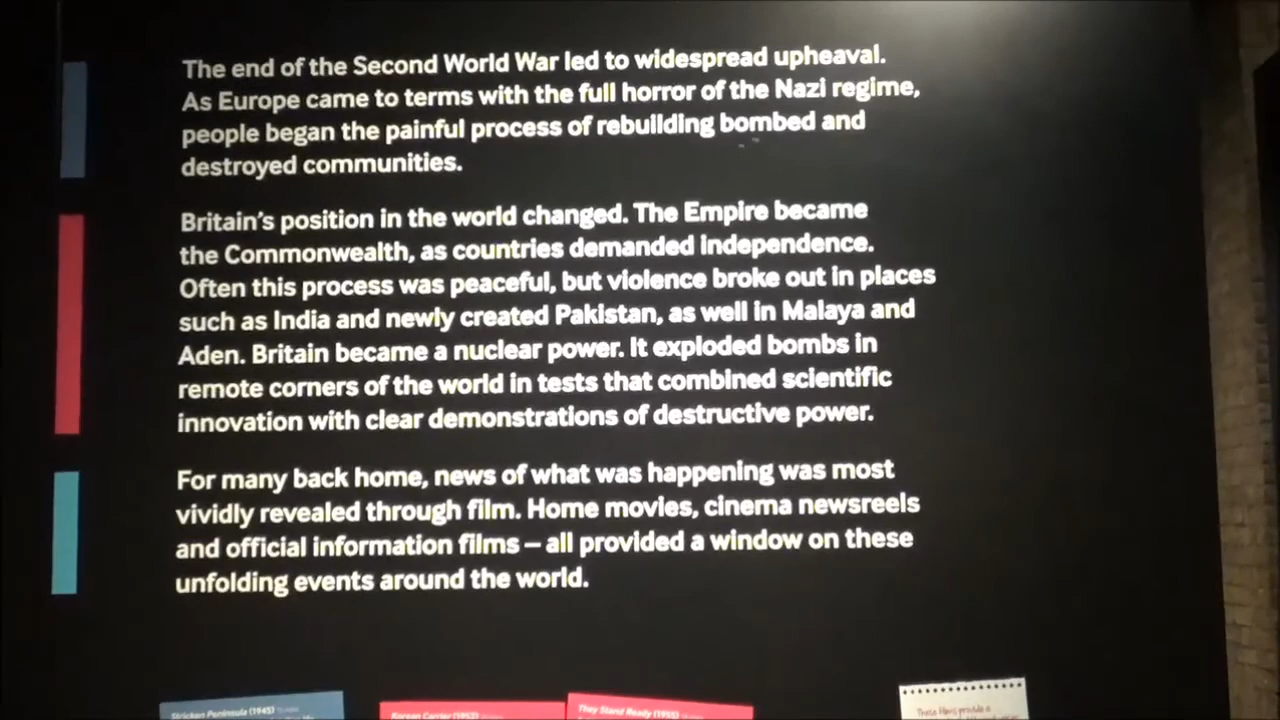 The end of the Second World War led to widespread upheaval.
As Europe came to terms with the full horror of the Nazi regime,
people began the painful process of rebuilding bombed and
destroyed communities.
Britain's position in the world changed. The Empire became
the Commonwealth, as countries demanded independence.
Often this process was peaceful, but violence broke out in places
such as India and newly created Pakistan, as well in Malaya and
Aden. Britain became a nuclear power. It exploded bombs in
remote corners of the world in tests that combined scientific
innovation with clear demonstrations of destructive power.
For many back home, news of what was happening was most
vividly revealed through film. Home movies, cinema newsreels
and official information films – all provided a window on these
unfolding events around the world.
Stricken Peninsula (1945)
Korean Carrier (1952)
They Stand Ready (1955)
These films provide a